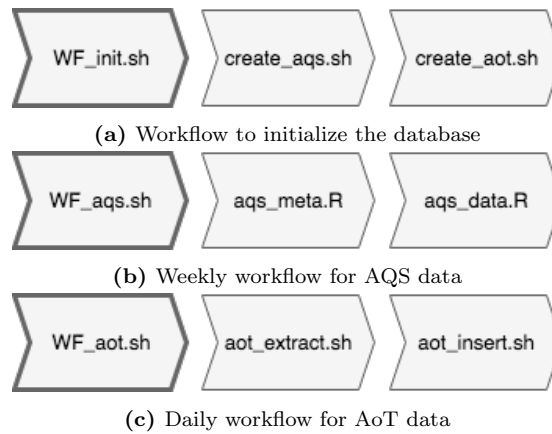 WF_init.sh create_aqs.sh create_aot.sh
(a) Workflow to initialize the database
WF_aqs.sh aqs_meta.R aqs_data.R
(b) Weekly workflow for AQS data
WF_aot.sh aot_extract.sh aot_insert.sh
(c) Daily workflow for AoT data